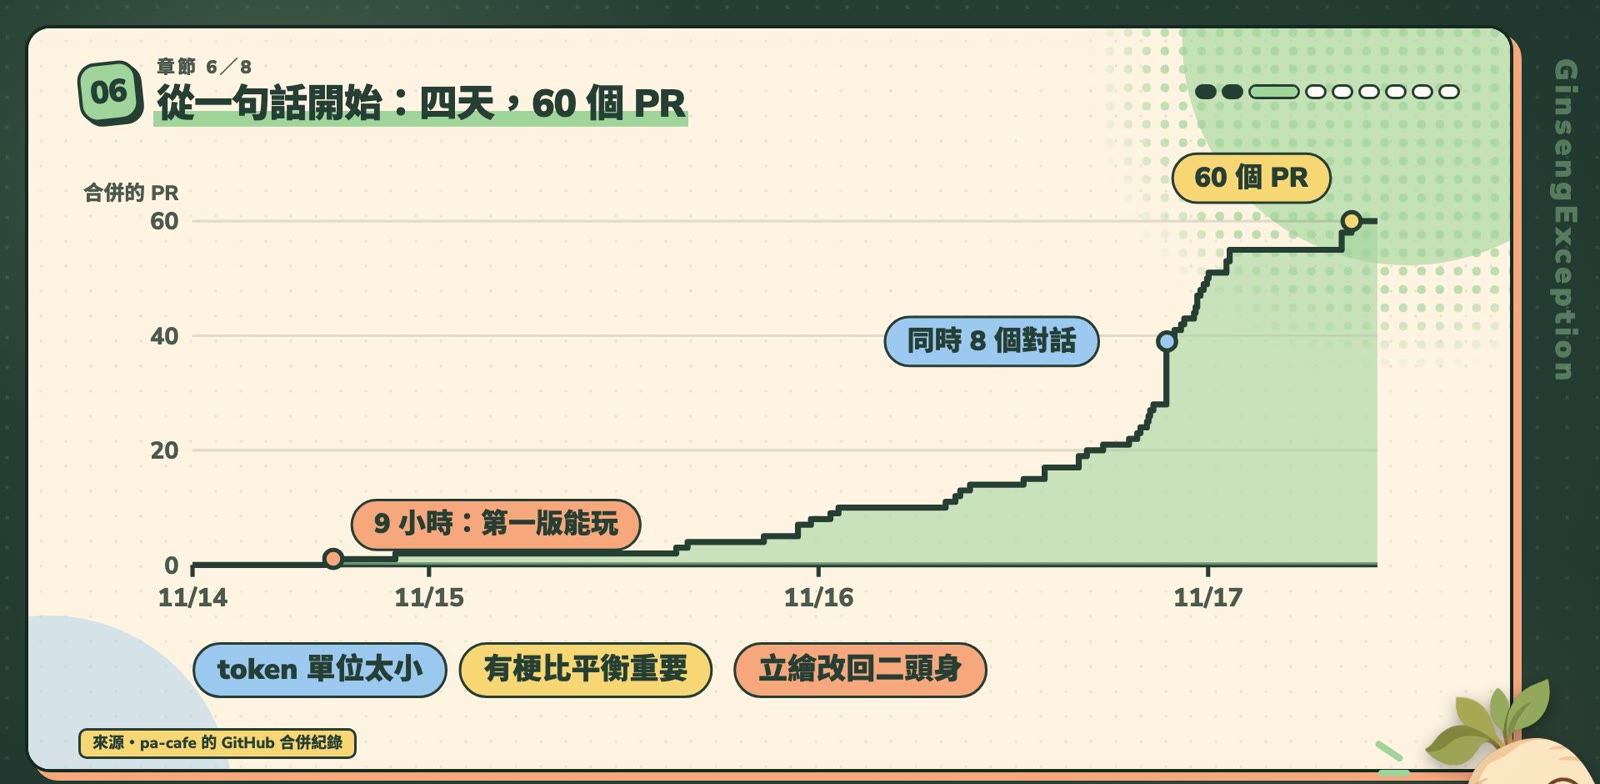 章節 6／8
06
從一句話開始：四天，60 個 PR
合併的 PR
60 個 PR
60
同時 8 個對話
40
20
9 小時：第一版能玩
0
11/14
11/15
11/16
11/17
token 單位太小
有梗比平衡重要
立繪改回二頭身
來源・pa-cafe 的 GitHub 合併紀錄
GinsengException